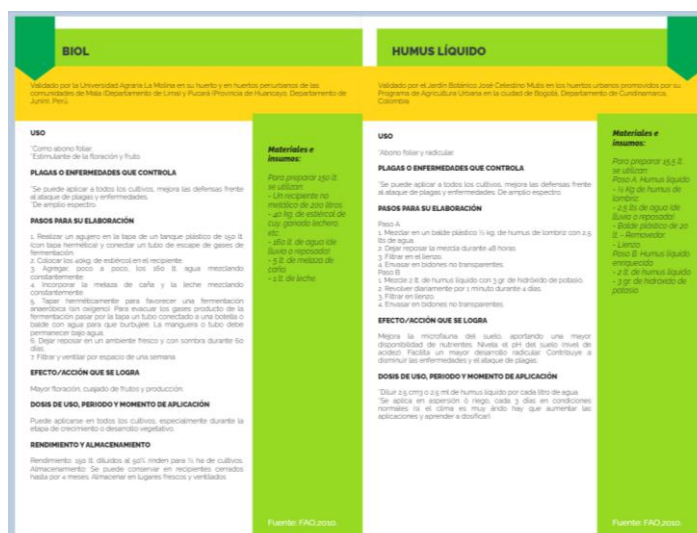 BIOL
Validado por la Universidad Agraria La Molina en su huerto y en huertos periurbanos de las
comunidades de Mala (Departamento de Lima) y Pucará (Provincia de Huancayo, Departamento de
Junín), Perú.
USO
*Como abono foliar.
*Estimulante de la floración y fruto.
PLAGAS O ENFERMEDADES QUE CONTROLA
*Se puede aplicar a todos los cultivos, mejora las defensas frente
al ataque de plagas y enfermedades.
*De amplio espectro.
PASOS PARA SU ELABORACIÓN
1. Realizar un agujero en la tapa de un tanque plástico de 150 lt.
(con tapa hermética) y conectar un tubo de escape de gases de
fermentación.
2. Colocar los 40kg. de estiércol en el recipiente.
3. Agregar, poco a poco, los 160 lt. agua mezclando
constantemente.
4. Incorporar la melaza de caña y la leche mezclando
constantemente.
5. Tapar herméticamente para favorecer una fermentación
anaeróbica (sin oxígeno). Para evacuar los gases producto de la
fermentación pasar por la tapa un tubo conectado a una botella o
balde con agua para que burbujee. La manguera o tubo debe
permanecer bajo agua.
6. Dejar reposar en un ambiente fresco y con sombra durante 60
días.
7. Filtrar y ventilar por espacio de una semana.
EFECTO/ACCIÓN QUE SE LOGRA
Mayor floración, cuajado de frutos y producción.
DOSIS DE USO, PERIODO Y MOMENTO DE APLICACIÓN
Puede aplicarse en todos los cultivos, especialmente durante la
etapa de crecimiento o desarrollo vegetativo.
RENDIMIENTO Y ALMACENAMIENTO
Rendimiento: 150 lt. diluidos al 50% rinden para ½ ha de cultivos.
Almacenamiento: Se puede conservar en recipientes cerrados
hasta por 4 meses. Almacenar en lugares frescos y ventilados.
Materiales e
insumos:
Para preparar 150 lt.
se utilizan:
- Un recipiente no
metálico de 200 litros
- 40 kg. de estiércol de
cuy, ganado lechero,
etc.
- 160 lt. de agua (de
lluvia o reposada)
- 5 lt. de melaza de
caña
- 1 lt. de leche
Fuente: FAO,2010.
HUMUS LÍQUIDO
Validado por el Jardín Botánico José Celestino Mutis en los huertos urbanos promovidos por su
Programa de Agricultura Urbana en la ciudad de Bogotá, Departamento de Cundinamarca,
Colombia
USO
*Abono foliar y radicular.
PLAGAS O ENFERMEDADES QUE CONTROLA
*Se puede aplicar a todos los cultivos, mejora las defensas frente
al ataque de plagas y enfermedades. De amplio espectro.
PASOS PARA SU ELABORACIÓN
Paso A
1. Mezclar en un balde plástico ½ kg. de humus de lombriz con 2,5
lts de agua.
2. Dejar reposar la mezcla durante 48 horas.
3. Filtrar en el lienzo.
4. Envasar en bidones no transparentes.
Paso B
1. Mezcle 2 lt. de humus líquido con 3 gr. de hidróxido de potasio.
2. Revolver diariamente por 1 minuto durante 4 días.
3. Filtrar en lienzo.
4. Envasar en bidones no transparentes.
EFECTO/ACCIÓN QUE SE LOGRA
Mejora la microfauna del suelo, aportando una mayor
disponibilidad de nutrientes. Nivela el pH del suelo (nivel de
acidez). Facilita un mayor desarrollo radicular. Contribuye a
disminuir las enfermedades y el ataque de plagas.
DOSIS DE USO, PERIODO Y MOMENTO DE APLICACIÓN
*Diluir 2,5 cm3 o 2,5 ml de humus líquido por cada litro de agua
*Se aplica en aspersión o riego, cada 3 días en condiciones
normales (si el clima es muy árido hay que aumentar las
aplicaciones y aprender a dosificar)
Materiales e
insumos:
Para preparar 15,5 lt.
se utilizan:
Paso A. Humus líquido
- ½ Kg de humus de
lombriz
- 2,5 lts de agua (de
lluvia o reposada)
- Balde plástico de 20
lt. - Removedor.
- Lienzo
Paso B. Humus líquido
enriquecida
- 2 lt. de humus líquido
- 3 gr de hidróxido de
potasio
Fuente: FAO,2010.